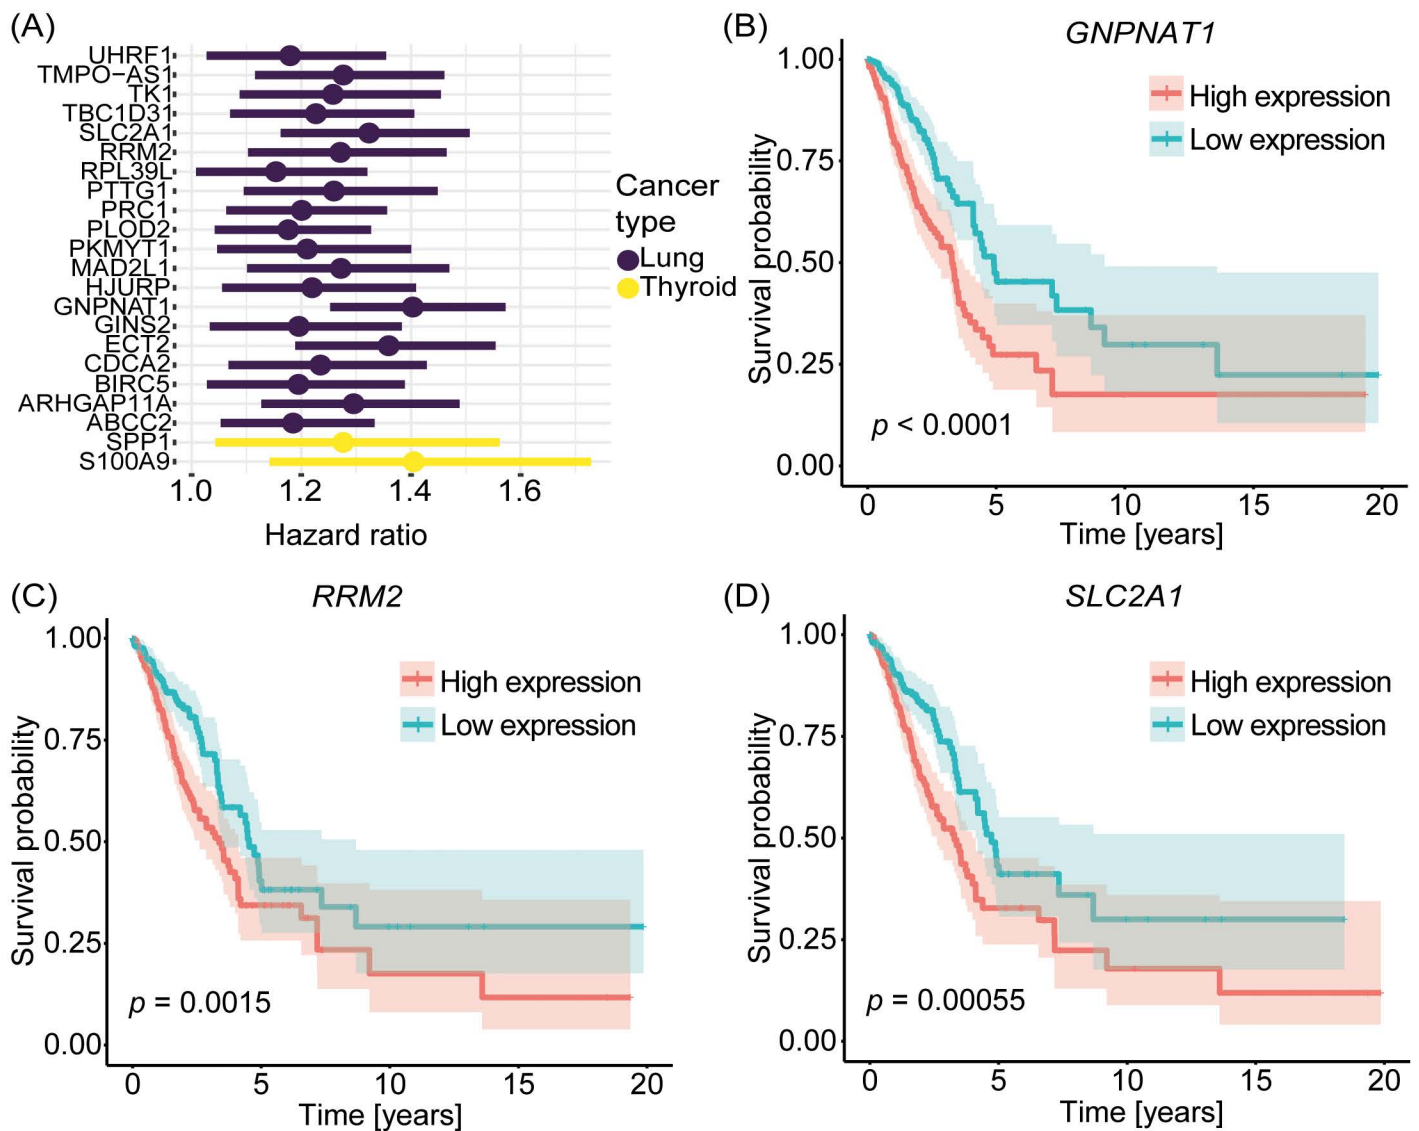 (A)
UHRF1
TMPO−AS1
TK1
TBC1D31
SLC2A1
RRM2
RPL39L
PTTG1
PRC1
PLOD2
PKMYT1
MAD2L1
HJURP
GNPNAT1
GINS2
ECT2
CDCA2
BIRC5
ARHGAP11A
ABCC2
SPP1
S100A9
1.0 1.2 1.4 1.6
Hazard ratio
Cancer
type
Lung
Thyroid
(B)
GNPNAT1
High expression
Low expression
Survival probability
1.00
0.75
0.50
0.25
0.00
p < 0.0001
0 5 10 15 20
Time [years]
(C)
RRM2
High expression
Low expression
Survival probability
1.00
0.75
0.50
0.25
0.00
p = 0.0015
0 5 10 15 20
Time [years]
(D)
SLC2A1
High expression
Low expression
Survival probability
1.00
0.75
0.50
0.25
0.00
p = 0.00055
0 5 10 15 20
Time [years]